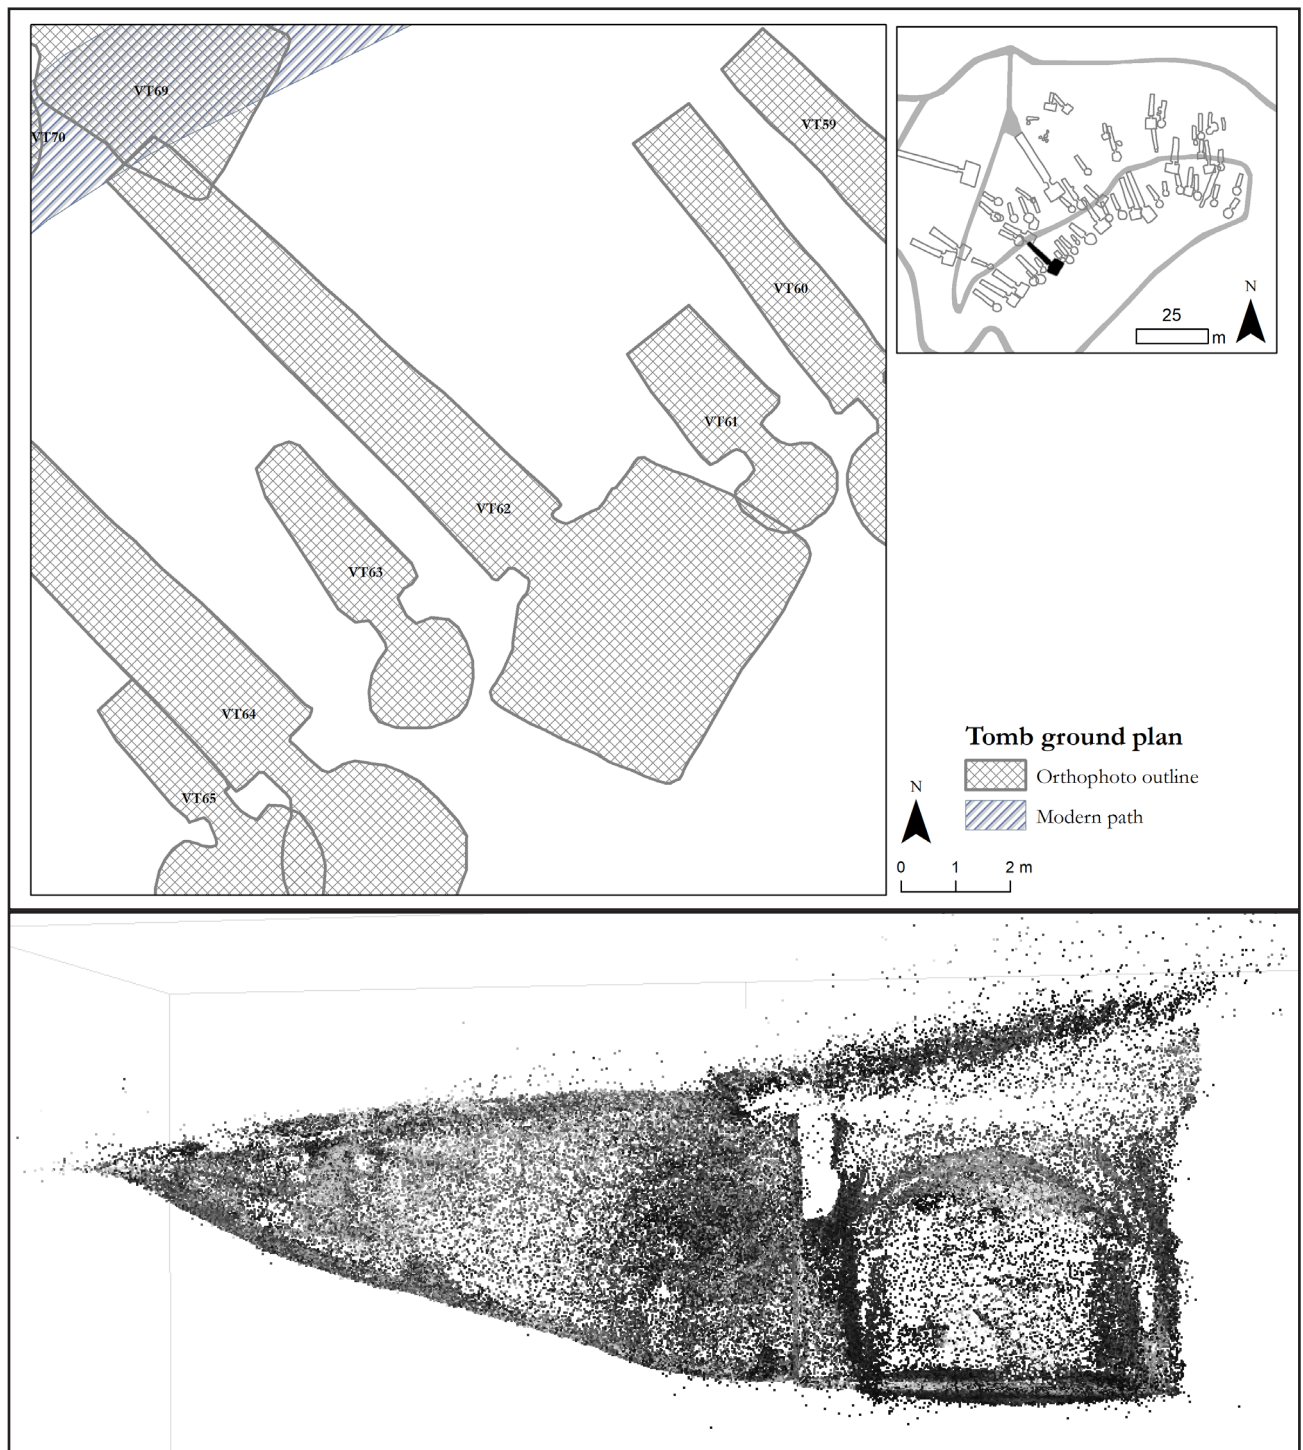 VT69
VT70
VT59
VT60
VT61
VT62
VT63
VT64
VT65
N
25
m
Tomb ground plan
Orthophoto outline
Modern path
N
0 1 2 m